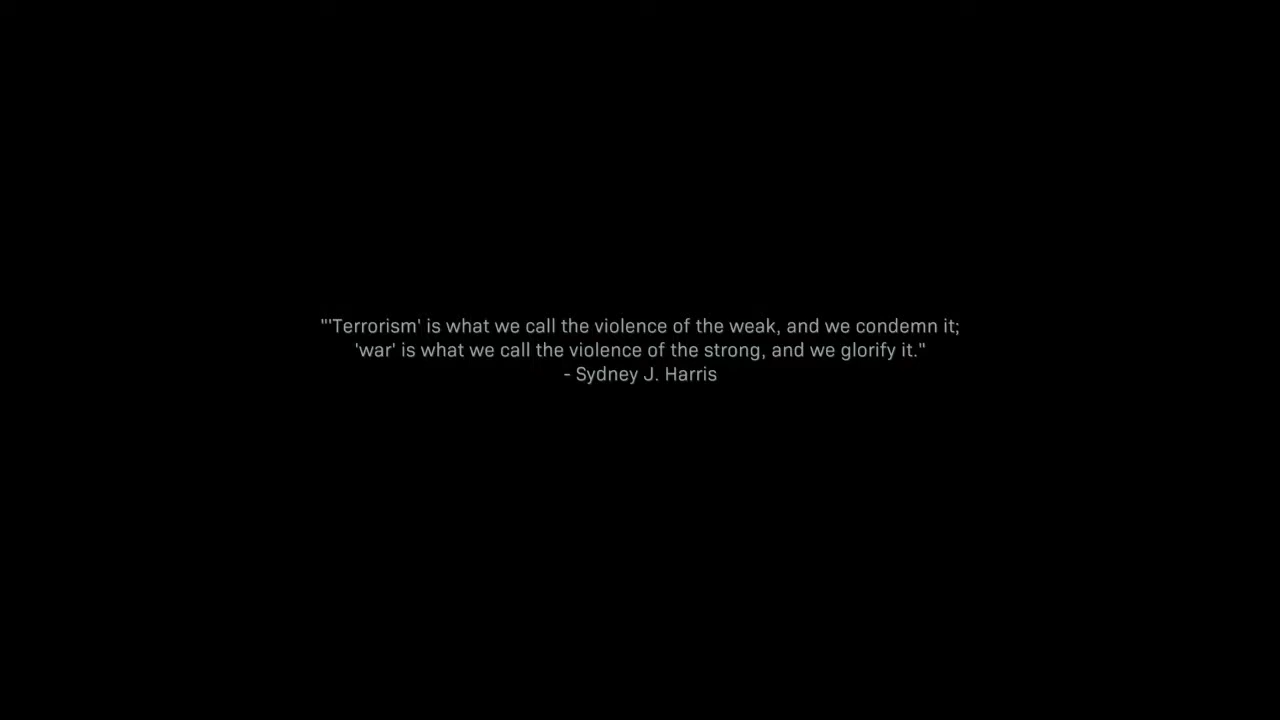 "'Terrorism' is what we call the violence of the weak, and we condemn it;
'war' is what we call the violence of the strong, and we glorify it."
- Sydney J. Harris